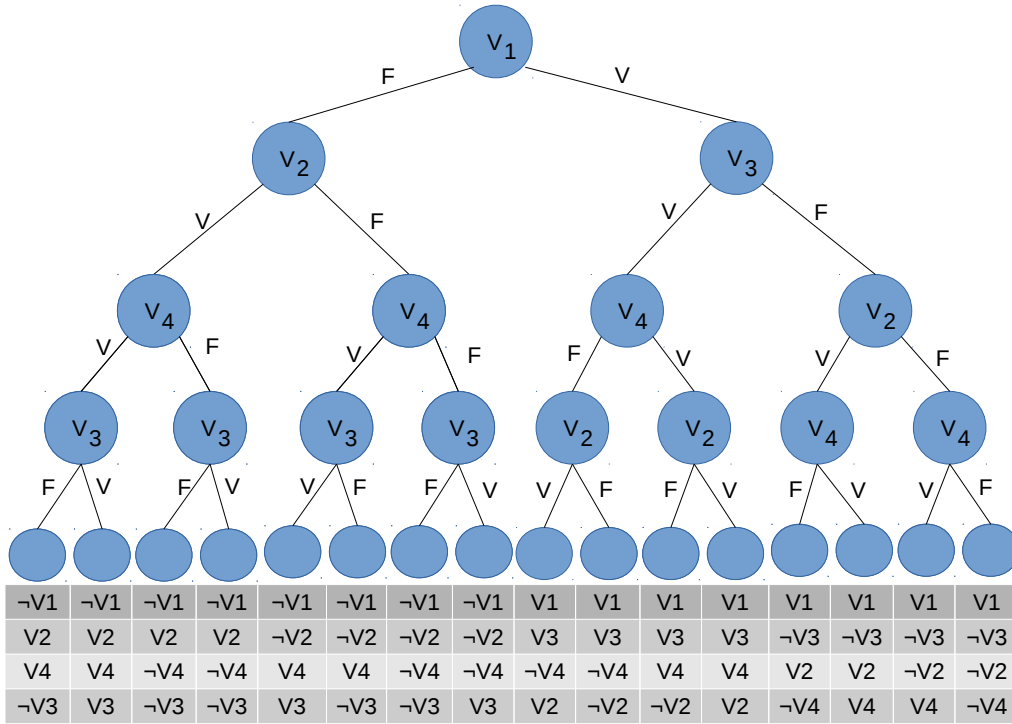 V₁
F V
V₂ V₃
V F V F
V₄ V₄ V₄ V₂
V F V F F V V F
V₃ V₃ V₃ V₃ V₂ V₂ V₄ V₄
F V F V V F F V V F F V F V V F
¬V1 ¬V1 ¬V1 ¬V1 ¬V1 ¬V1 ¬V1 ¬V1 V1 V1 V1 V1 V1 V1 V1 V1
V2 V2 V2 V2 ¬V2 ¬V2 ¬V2 ¬V2 V3 V3 V3 V3 ¬V3 ¬V3 ¬V3 ¬V3
V4 V4 ¬V4 ¬V4 V4 V4 ¬V4 ¬V4 ¬V4 ¬V4 V4 V4 V2 V2 ¬V2 ¬V2
¬V3 V3 ¬V3 ¬V3 V3 ¬V3 ¬V3 V3 V2 ¬V2 ¬V2 V2 ¬V4 V4 V4 ¬V4